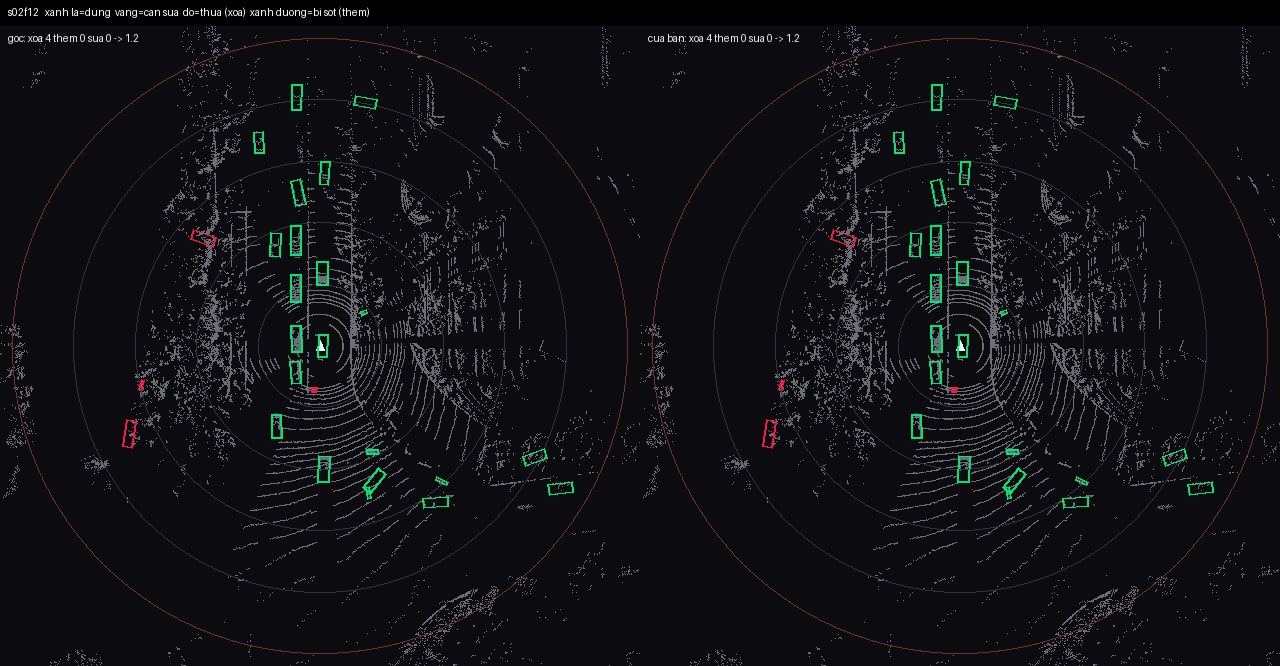 s02f12 xanh la=dung vang=can sua do=thua (xoa) xanh duong=bi sot (them)
goc: xoa 4 them 0 sua 0 -> 1.2
cua ban: xoa 4 them 0 sua 0 -> 1.2